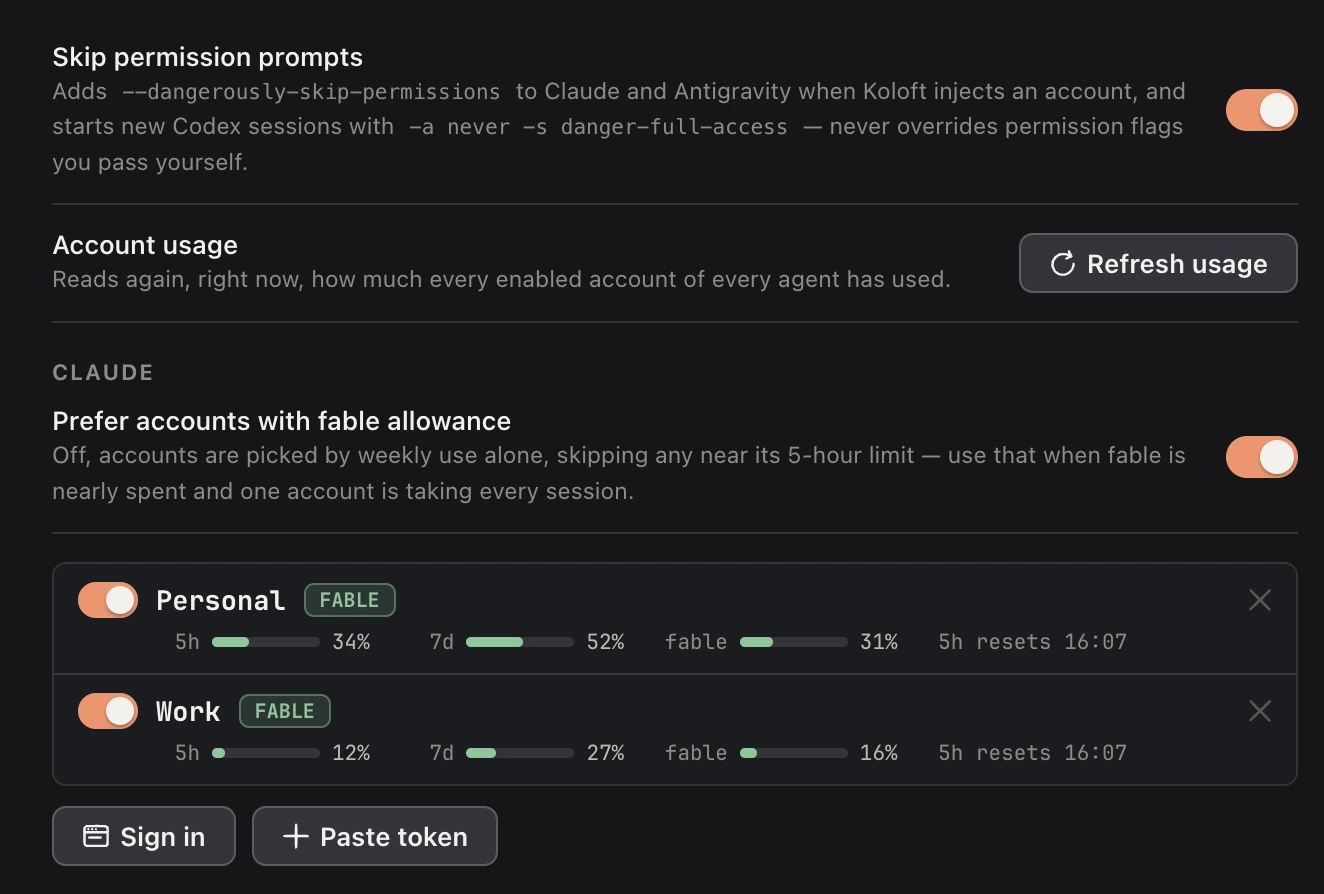 Skip permission prompts
Adds --dangerously-skip-permissions to Claude and Antigravity when Koloft injects an account, and
starts new Codex sessions with -a never -s danger-full-access — never overrides permission flags
you pass yourself.
Account usage
Reads again, right now, how much every enabled account of every agent has used.
Refresh usage
CLAUDE
Prefer accounts with fable allowance
Off, accounts are picked by weekly use alone, skipping any near its 5-hour limit — use that when fable is
nearly spent and one account is taking every session.
Personal FABLE
5h 34% 7d 52% fable 31% 5h resets 16:07
Work FABLE
5h 12% 7d 27% fable 16% 5h resets 16:07
Sign in Paste token